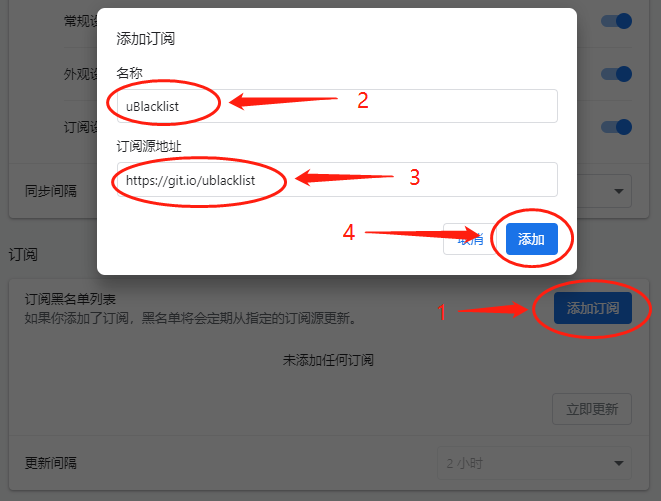 常规设
外观设
订阅设
同步间隔
添加订阅
名称
uBlacklist
2
订阅源地址
https://git.io/ublacklist
3
4
取消
添加
订阅
订阅黑名单列表
如果你添加了订阅，黑名单将会定期从指定的订阅源更新。
1
添加订阅
未添加任何订阅
立即更新
更新间隔
2 小时